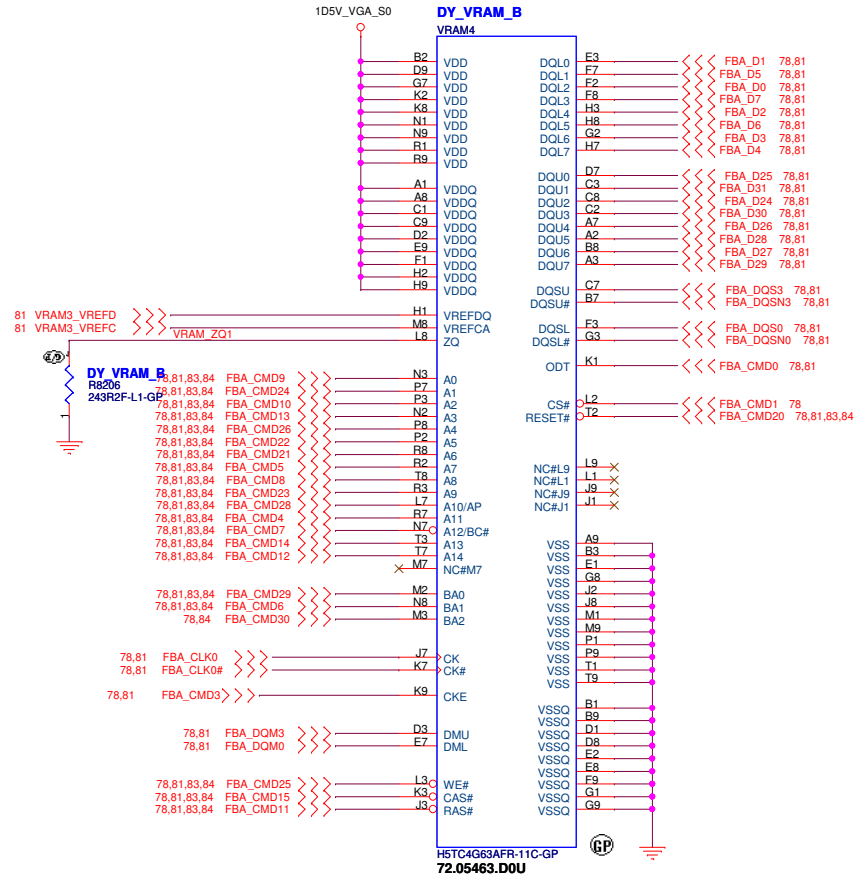 1D5V_VGA_S0
DY_VRAM_B
VRAM4
B2 VDD
D9 VDD
G7 VDD
K2 VDD
K8 VDD
N1 VDD
N9 VDD
R1 VDD
R9 VDD
A1 VDDQ
A8 VDDQ
C1 VDDQ
C9 VDDQ
D2 VDDQ
E9 VDDQ
F1 VDDQ
H2 VDDQ
H9 VDDQ
81 VRAM3_VREFD H1 VREFDQ
81 VRAM3_VREFC M8 VREFCA
VRAM_ZQ1 L8 ZQ
DY_VRAM_B
R8206
243R2F-L1-GP
1
78,81,83,84 FBA_CMD9 N3 A0
78,81,83,84 FBA_CMD24 P7 A1
78,81,83,84 FBA_CMD10 P3 A2
78,81,83,84 FBA_CMD13 N2 A3
78,81,83,84 FBA_CMD26 P8 A4
78,81,83,84 FBA_CMD22 P2 A5
78,81,83,84 FBA_CMD21 R8 A6
78,81,83,84 FBA_CMD5 R2 A7
78,81,83,84 FBA_CMD8 T8 A8
78,81,83,84 FBA_CMD23 R3 A9
78,81,83,84 FBA_CMD28 L7 A10/AP
78,81,83,84 FBA_CMD4 R7 A11
78,81,83,84 FBA_CMD7 N7 A12/BC#
78,81,83,84 FBA_CMD14 T3 A13
78,81,83,84 FBA_CMD12 T7 A14
M7 NC#M7
78,81,83,84 FBA_CMD29 M2 BA0
78,81,83,84 FBA_CMD6 N8 BA1
78,84 FBA_CMD30 M3 BA2
78,81 FBA_CLK0 J7 CK
78,81 FBA_CLK0# K7 CK#
78,81 FBA_CMD3 K9 CKE
78,81 FBA_DQM3 D3 DMU
78,81 FBA_DQM0 E7 DML
78,81,83,84 FBA_CMD25 L3 WE#
78,81,83,84 FBA_CMD15 K3 CAS#
78,81,83,84 FBA_CMD11 J3 RAS#
DQL0 E3 FBA_D1 78,81
DQL1 F7 FBA_D5 78,81
DQL2 F2 FBA_D0 78,81
DQL3 F8 FBA_D7 78,81
DQL4 H3 FBA_D2 78,81
DQL5 H8 FBA_D6 78,81
DQL6 G2 FBA_D3 78,81
DQL7 H7 FBA_D4 78,81
DQU0 D7 FBA_D25 78,81
DQU1 C3 FBA_D31 78,81
DQU2 C8 FBA_D24 78,81
DQU3 C2 FBA_D30 78,81
DQU4 A7 FBA_D26 78,81
DQU5 A2 FBA_D28 78,81
DQU6 B8 FBA_D27 78,81
DQU7 A3 FBA_D29 78,81
DQSU C7 FBA_DQS3 78,81
DQSU# B7 FBA_DQSN3 78,81
DQSL F3 FBA_DQS0 78,81
DQSL# G3 FBA_DQSN0 78,81
ODT K1 FBA_CMD0 78,81
CS# L2 FBA_CMD1 78
RESET# T2 FBA_CMD20 78,81,83,84
NC#L9 L9
NC#L1 L1
NC#J9 J9
NC#J1 J1
VSS A9
VSS B3
VSS E1
VSS G8
VSS J2
VSS J8
VSS M1
VSS M9
VSS P1
VSS P9
VSS T1
VSS T9
VSSQ B1
VSSQ B9
VSSQ D1
VSSQ D8
VSSQ E2
VSSQ E8
VSSQ F9
VSSQ G1
VSSQ G9
GP
H5TC4G63AFR-11C-GP
72.05463.D0U